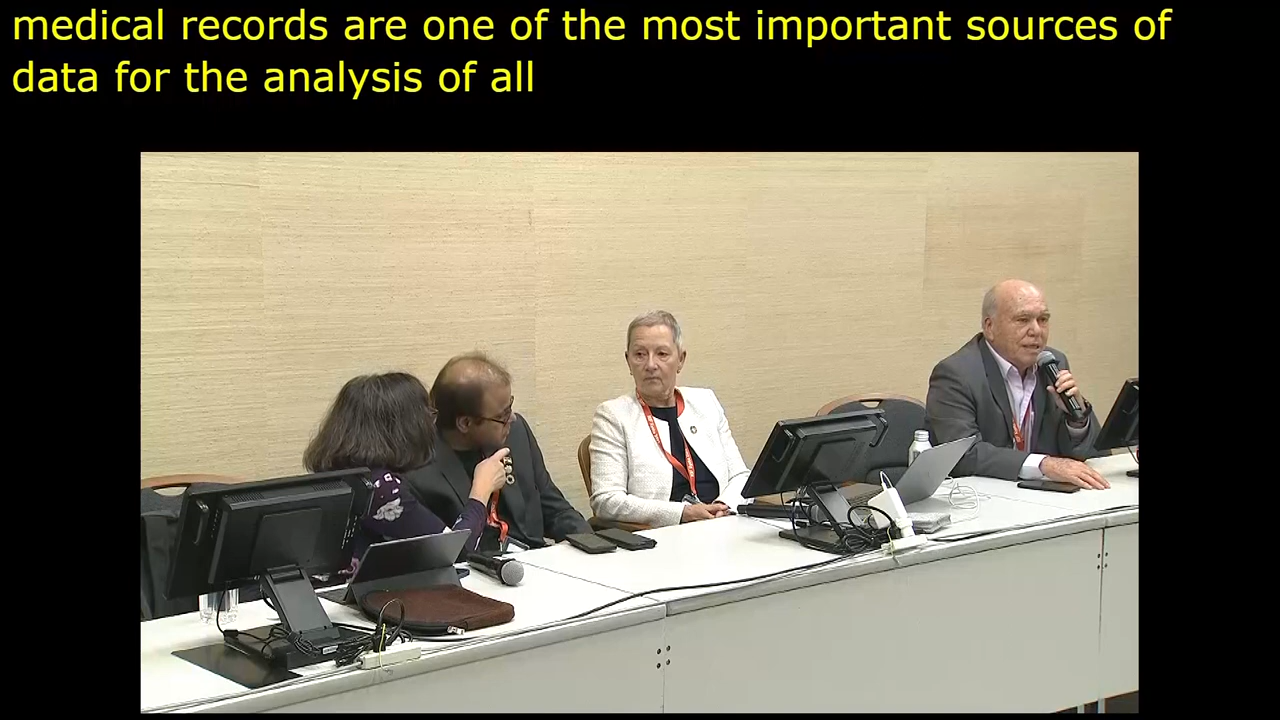 medical records are one of the most important sources of
data for the analysis of all